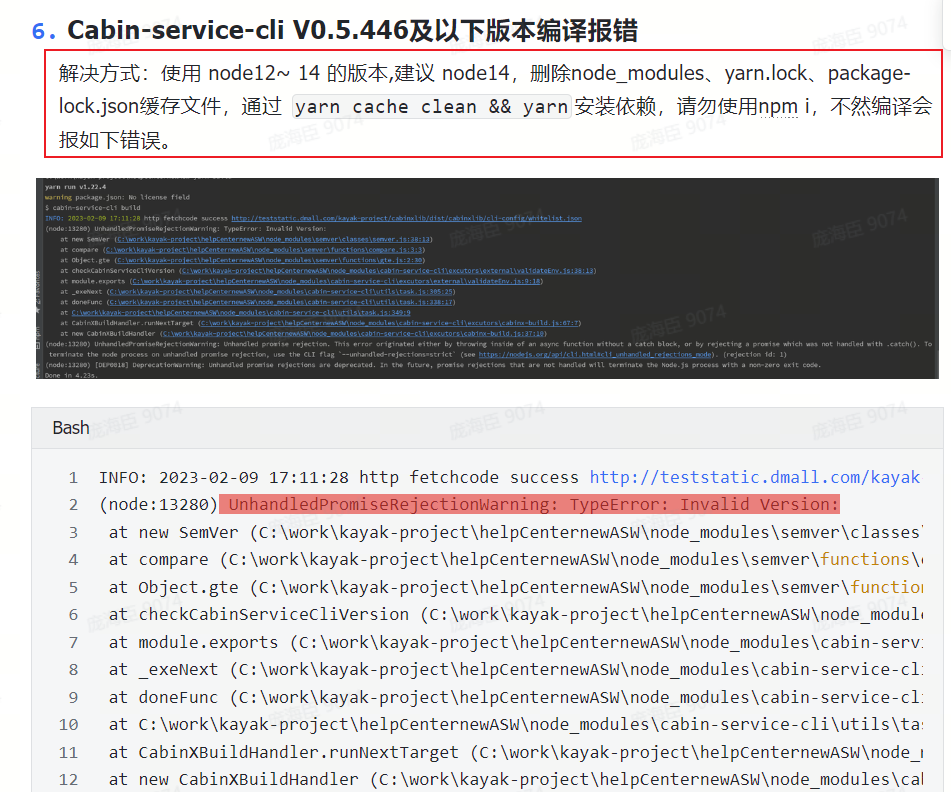 6. Cabin-service-cli V0.5.446及以下版本编译报错
解决方式：使用 node12~ 14 的版本,建议 node14，删除node_modules、yarn.lock、package-
lock.json缓存文件，通过 yarn cache clean && yarn 安装依赖，请勿使用npm i，不然编译会
报如下错误。
yarn run v1.22.4
warning package.json: No license field
$ cabin-service-cli build
INFO: 2023-02-09 17:11:28 http fetchcode success http://teststatic.dmall.com/kayak-project/cabinxlib/dist/cabinxlib/cli-config/whitelist.json
(node:13280) UnhandledPromiseRejectionWarning: TypeError: Invalid Version:
at new SemVer (C:\work\kayak-project\helpCenternewASW\node_modules\semver\classes\semver.js:38:13)
at compare (C:\work\kayak-project\helpCenternewASW\node_modules\semver\functions\compare.js:3:3)
at Object.gte (C:\work\kayak-project\helpCenternewASW\node_modules\semver\functions\gte.js:2:30)
at checkCabinServiceCliVersion (C:\work\kayak-project\helpCenternewASW\node_modules\cabin-service-cli\excutors\external\validateEnv.js:38:13)
at module.exports (C:\work\kayak-project\helpCenternewASW\node_modules\cabin-service-cli\excutors\external\validateEnv.js:9:18)
at _exeNext (C:\work\kayak-project\helpCenternewASW\node_modules\cabin-service-cli\utils\task.js:305:25)
at doneFunc (C:\work\kayak-project\helpCenternewASW\node_modules\cabin-service-cli\utils\task.js:338:17)
at C:\work\kayak-project\helpCenternewASW\node_modules\cabin-service-cli\utils\task.js:349:9
at CabinXBuildHandler.runNextTarget (C:\work\kayak-project\helpCenternewASW\node_modules\cabin-service-cli\excutors\cabinx-build.js:67:7)
at new CabinXBuildHandler (C:\work\kayak-project\helpCenternewASW\node_modules\cabin-service-cli\excutors\cabinx-build.js:37:10)
(node:13280) UnhandledPromiseRejectionWarning: Unhandled promise rejection. This error originated either by throwing inside of an async function without a catch block, or by rejecting a promise which was not handled with .catch(). To
terminate the node process on unhandled promise rejection, use the CLI flag `--unhandled-rejections=strict` (see https://nodejs.org/api/cli.html#cli_unhandled_rejections_mode). (rejection id: 1)
(node:13280) [DEP0018] DeprecationWarning: Unhandled promise rejections are deprecated. In the future, promise rejections that are not handled will terminate the Node.js process with a non-zero exit code.
Done in 4.23s.
Bash
1 INFO: 2023-02-09 17:11:28 http fetchcode success http://teststatic.dmall.com/kayak
2 (node:13280) UnhandledPromiseRejectionWarning: TypeError: Invalid Version:
3 at new SemVer (C:\work\kayak-project\helpCenternewASW\node_modules\semver\classes\
4 at compare (C:\work\kayak-project\helpCenternewASW\node_modules\semver\functions\c
5 at Object.gte (C:\work\kayak-project\helpCenternewASW\node_modules\semver\function
6 at checkCabinServiceCliVersion (C:\work\kayak-project\helpCenternewASW\node_module
7 at module.exports (C:\work\kayak-project\helpCenternewASW\node_modules\cabin-servi
8 at _exeNext (C:\work\kayak-project\helpCenternewASW\node_modules\cabin-service-cli
9 at doneFunc (C:\work\kayak-project\helpCenternewASW\node_modules\cabin-service-cli
10 at C:\work\kayak-project\helpCenternewASW\node_modules\cabin-service-cli\utils\tas
11 at CabinXBuildHandler.runNextTarget (C:\work\kayak-project\helpCenternewASW\node_m
12 at new CabinXBuildHandler (C:\work\kayak-project\helpCenternewASW\node_modules\cab
庞海臣 9074